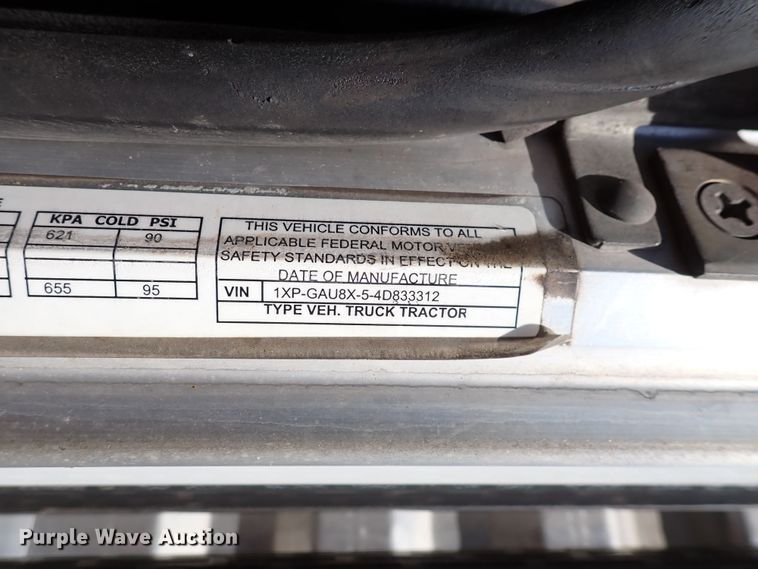 E
KPA COLD PSI
621 90
655 95
THIS VEHICLE CONFORMS TO ALL
APPLICABLE FEDERAL MOTOR
SAFETY STANDARDS IN EFFECT ON THE
DATE OF MANUFACTURE
VIN 1XP-GAU8X-5-4D833312
TYPE VEH. TRUCK TRACTOR
Purple Wave Auction